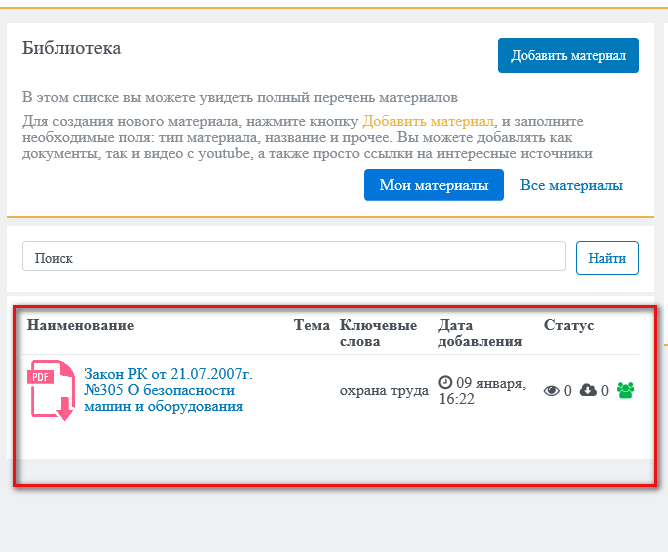 Библиотека
Добавить материал
В этом списке вы можете увидеть полный перечень материалов
Для создания нового материала, нажмите кнопку Добавить материал, и заполните
необходимые поля: тип материала, название и прочее. Вы можете добавлять как
документы, так и видео с youtube, а также просто ссылки на интересные источники
Мои материалы Все материалы
Поиск Найти
Наименование Тема Ключевые слова Дата добавления Статус
PDF
Закон РК от 21.07.2007г.
№305 О безопасности
машин и оборудования
охрана труда
09 января,
16:22
0 0